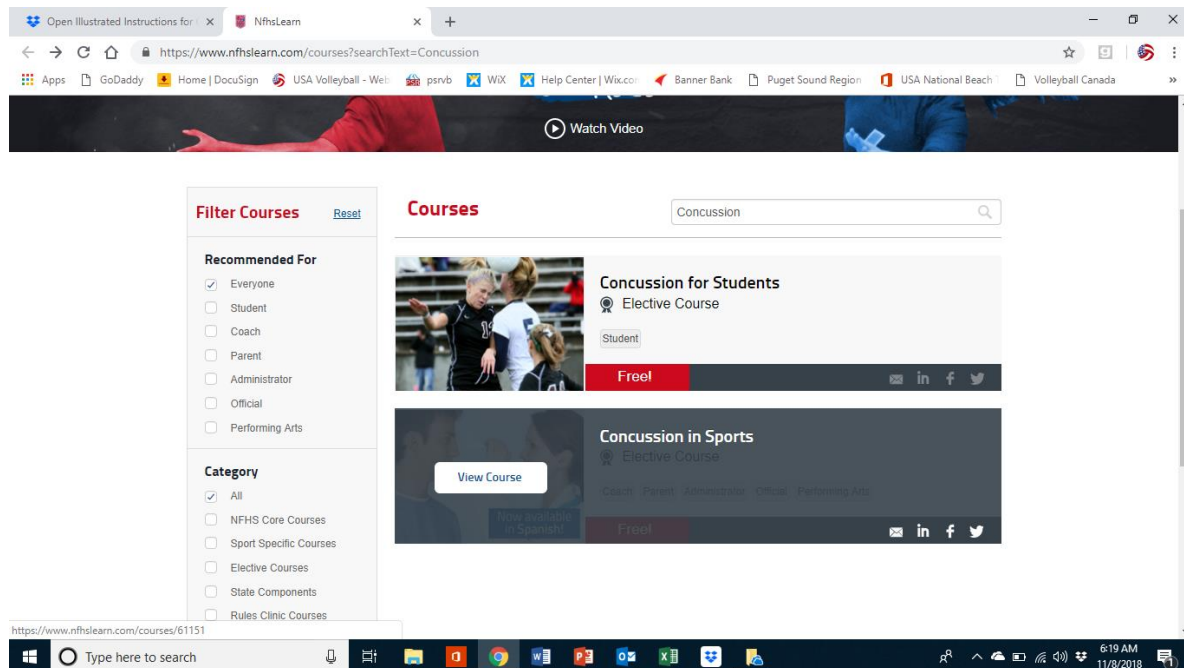 Open Illustrated Instructions for
NfhsLearn
https://www.nfhslearn.com/courses?searchText=Concussion
Apps GoDaddy Home | DocuSign USA Volleyball - Web psrvb WiX Help Center | Wix.com Banner Bank Puget Sound Region USA National Beach Volleyball Canada »
Watch Video
Filter Courses Reset
Recommended For
Everyone
Student
Coach
Parent
Administrator
Official
Performing Arts
Category
All
NFHS Core Courses
Sport Specific Courses
Elective Courses
State Components
Rules Clinic Courses
Courses
Concussion
Concussion for Students
Elective Course
Student
Free!
Concussion in Sports
Elective Course
Coach Parent Administrator Official Performing Arts
View Course
Now available
in Spanish!
Free!
https://www.nfhslearn.com/courses/61151
Type here to search
6:19 AM
11/8/2018